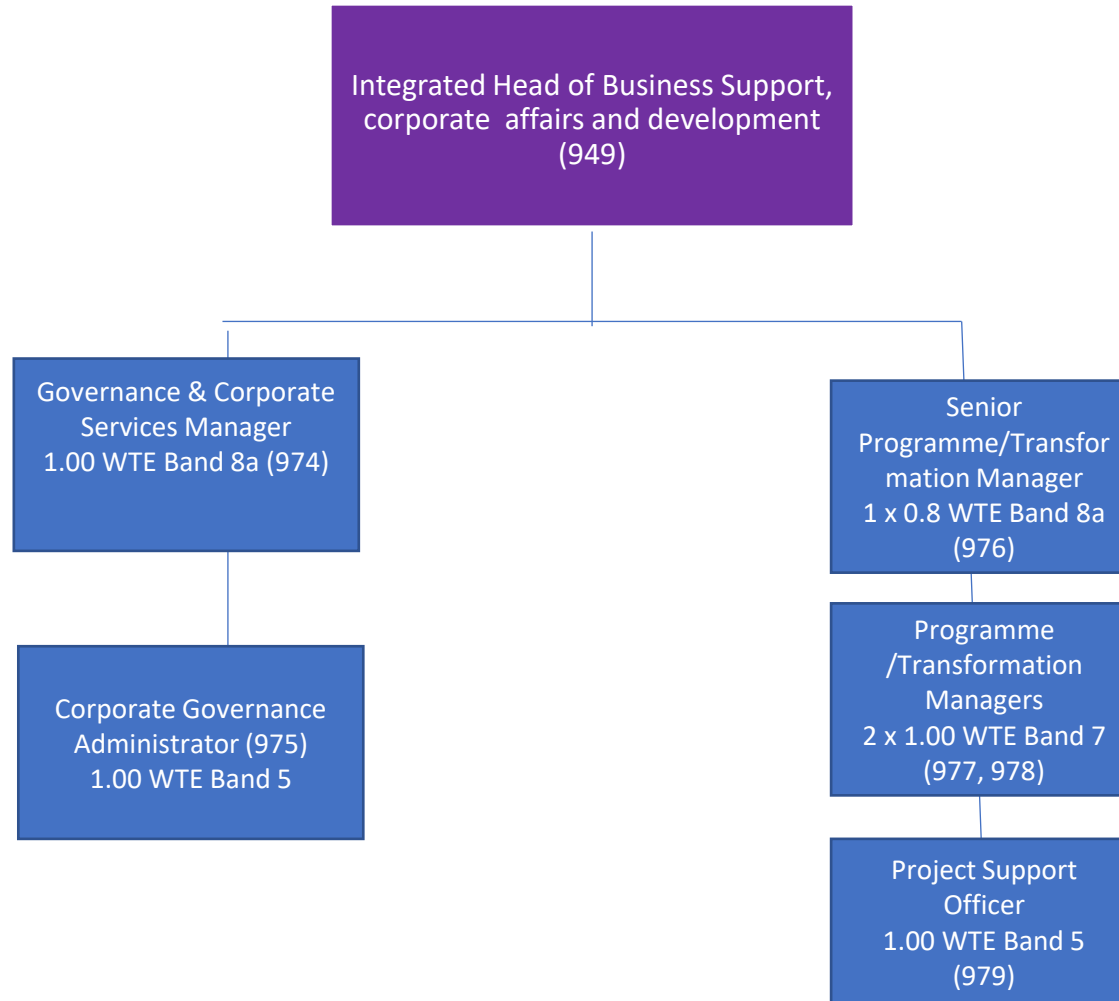 Integrated Head of Business Support,
corporate affairs and development
(949)
Governance & Corporate
Services Manager
1.00 WTE Band 8a (974)
Corporate Governance
Administrator (975)
1.00 WTE Band 5
Senior
Programme/Transfor
mation Manager
1 x 0.8 WTE Band 8a
(976)
Programme
/Transformation
Managers
2 x 1.00 WTE Band 7
(977, 978)
Project Support
Officer
1.00 WTE Band 5
(979)